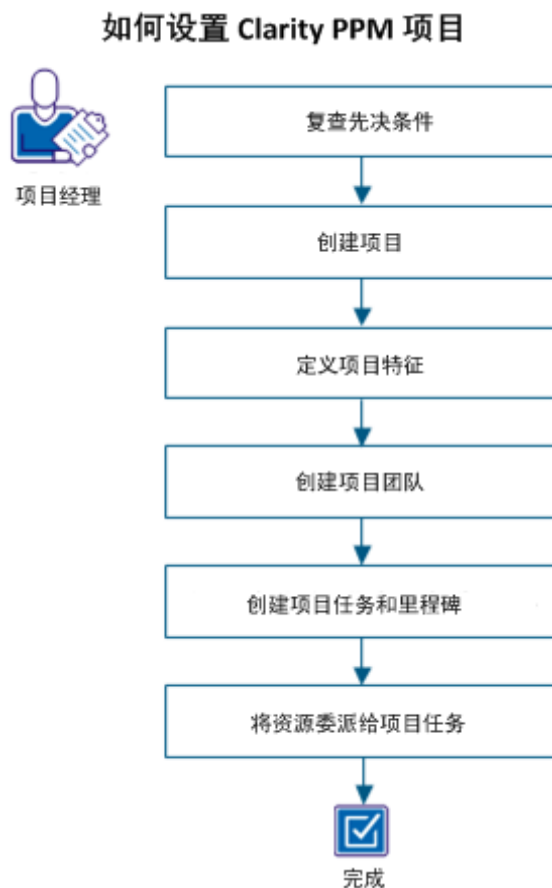 如何设置 Clarity PPM 项目
项目经理
复查先决条件
创建项目
定义项目特征
创建项目团队
创建项目任务和里程碑
将资源委派给项目任务
完成